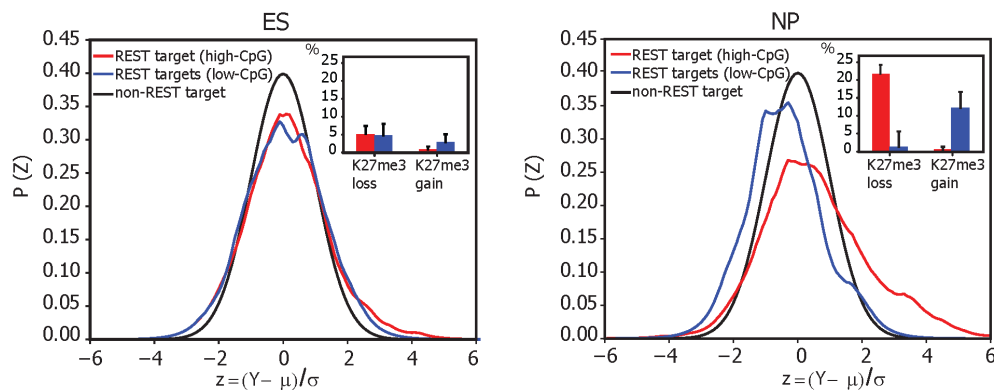 ES
0.45
0.40
0.35
0.30
0.25
0.20
0.15
0.10
0.05
0.00
P (Z)
REST target (high-CpG)
REST targets (low-CpG)
non-REST target
%
25
20
15
10
5
0
K27me3 K27me3
loss gain
−6 −4 −2 0 2 4 6
z=(Y− μ)/σ
NP
0.45
0.40
0.35
0.30
0.25
0.20
0.15
0.10
0.05
0.00
P (Z)
REST target (high-CpG)
REST targets (low-CpG)
non-REST target
%
25
20
15
10
5
0
K27me3 K27me3
loss gain
−6 −4 −2 0 2 4 6
z=(Y− μ)/σ